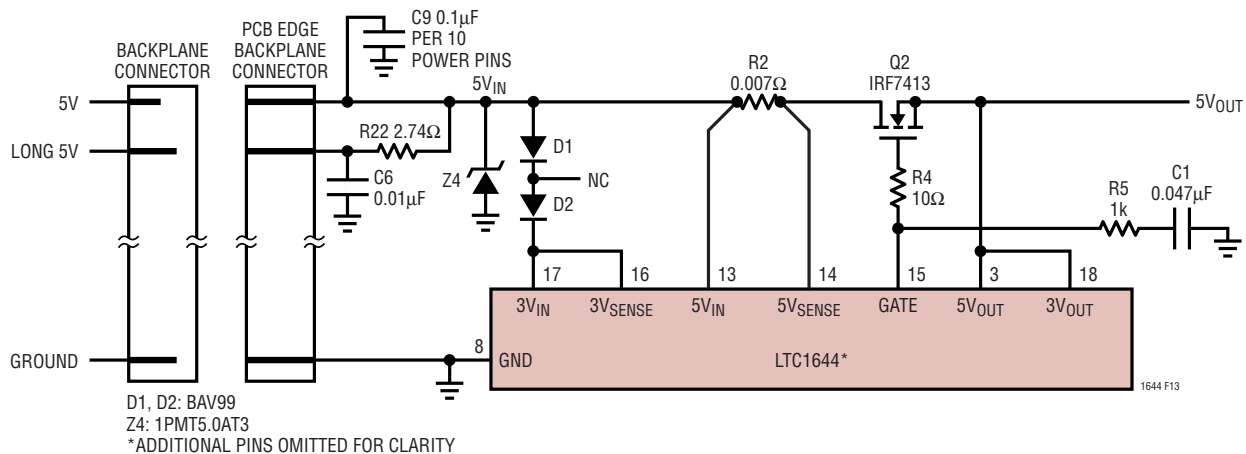 C9 0.1µF
PER 10
POWER PINS
BACKPLANE
CONNECTOR
PCB EDGE
BACKPLANE
CONNECTOR
5V
LONG 5V
GROUND
5VIN
R22 2.74Ω
C6
0.01µF
Z4
D1
NC
D2
R2
0.007Ω
Q2
IRF7413
5VOUT
R4
10Ω
R5
1k
C1
0.047µF
17
16
13
14
15
3
18
3VIN
3VSENSE
5VIN
5VSENSE
GATE
5VOUT
3VOUT
8
GND
LTC1644*
1644 F13
D1, D2: BAV99
Z4: 1PMT5.0AT3
*ADDITIONAL PINS OMITTED FOR CLARITY